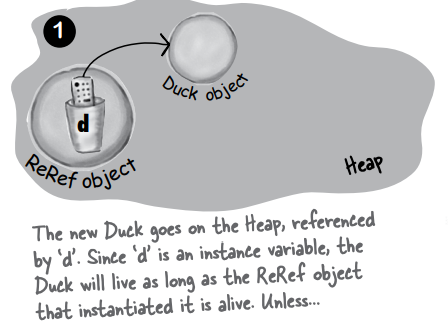 1
Duck object
d
ReRef object
Heap
The new Duck goes on the Heap, referenced
by 'd'. Since 'd' is an instance variable, the
Duck will live as long as the ReRef object
that instantiated it is alive. Unless...